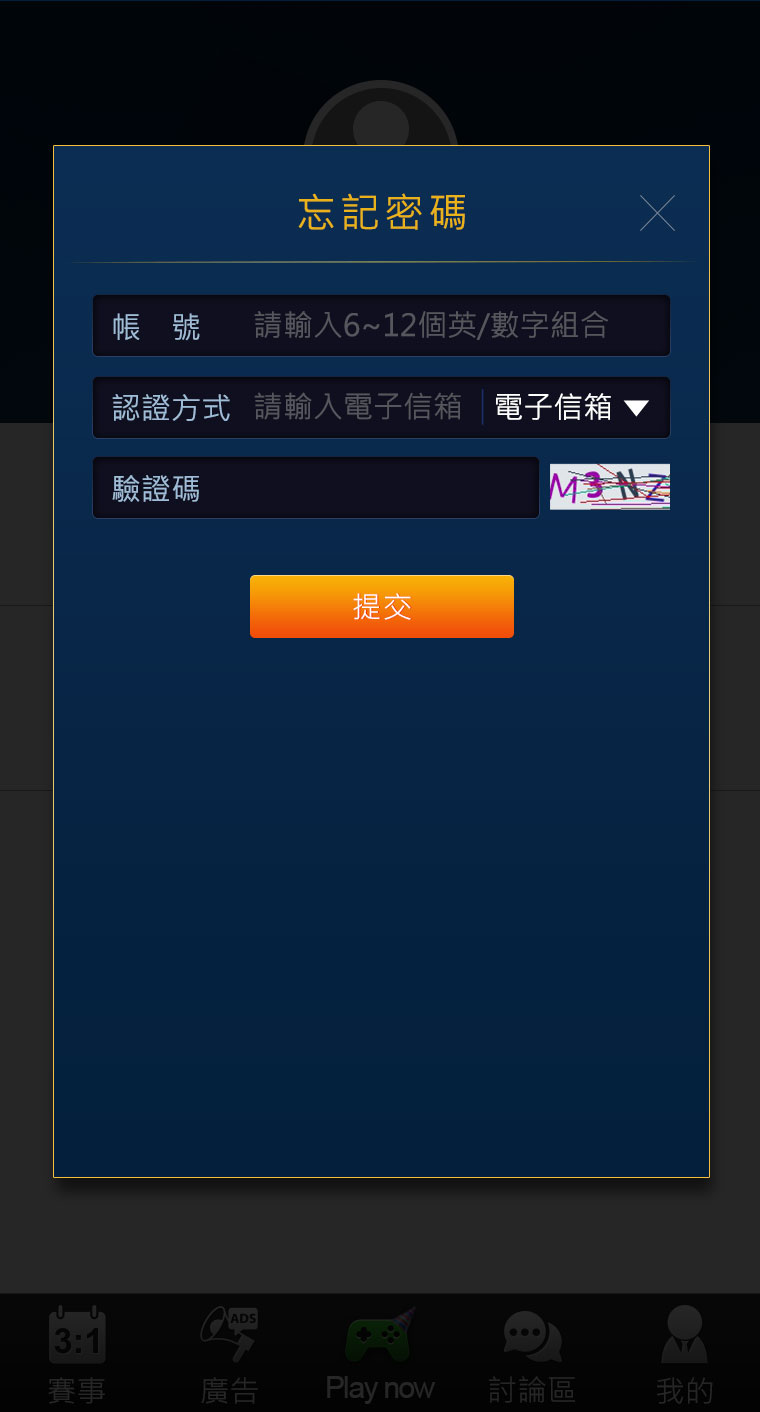 忘記密碼
帳 號 請輸入6~12個英/數字組合
認證方式 請輸入電子信箱 電子信箱
驗證碼 M3NZ
提交
3:1 ADS
賽事 廣告 Play now 討論區 我的